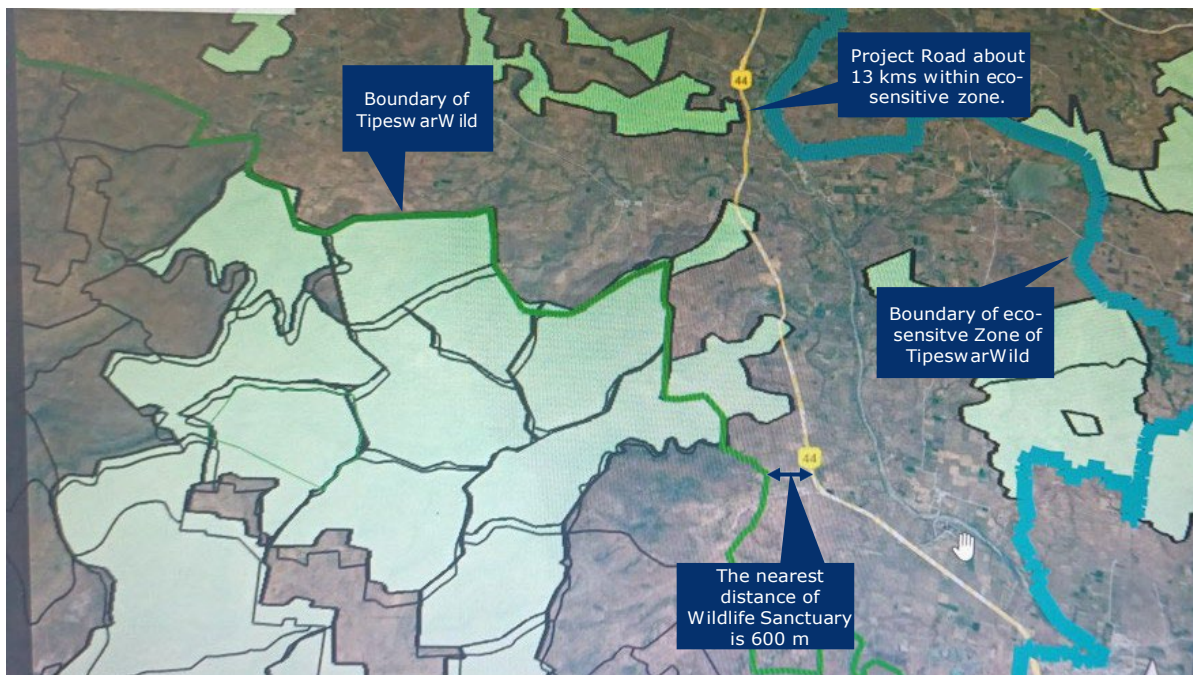 44
Project Road about
13 kms within eco-
sensitive zone.
Boundary of
TipeswarWild
Boundary of eco-
sensitve Zone of
TipeswarWild
44
The nearest
distance of
Wildlife Sanctuary
is 600 m